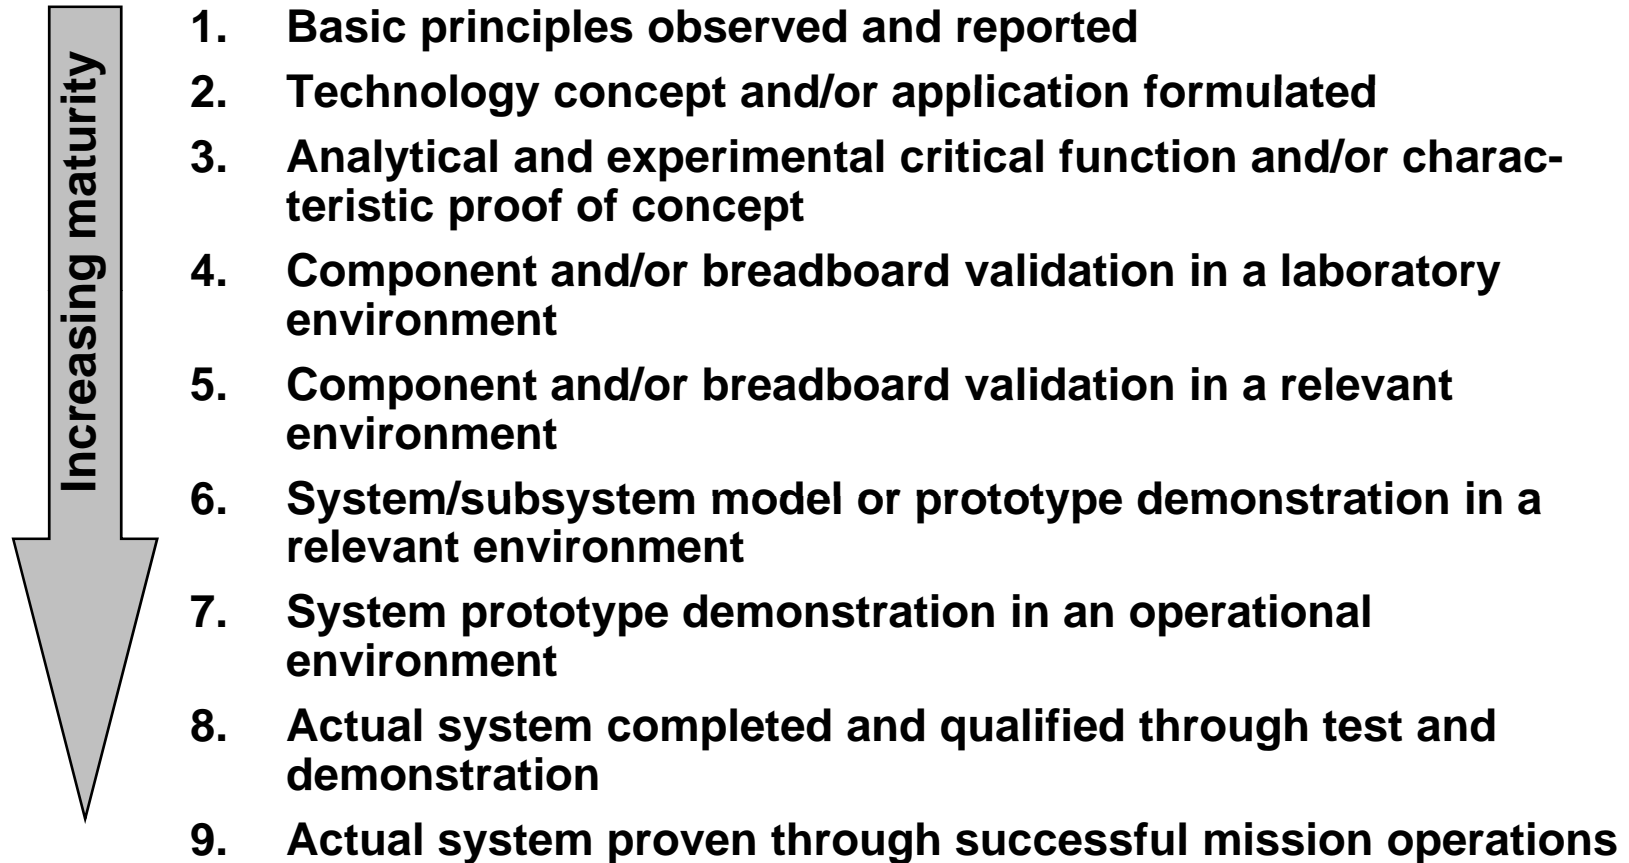 Increasing maturity
1. Basic principles observed and reported
2. Technology concept and/or application formulated
3. Analytical and experimental critical function and/or charac-
teristic proof of concept
4. Component and/or breadboard validation in a laboratory
environment
5. Component and/or breadboard validation in a relevant
environment
6. System/subsystem model or prototype demonstration in a
relevant environment
7. System prototype demonstration in an operational
environment
8. Actual system completed and qualified through test and
demonstration
9. Actual system proven through successful mission operations